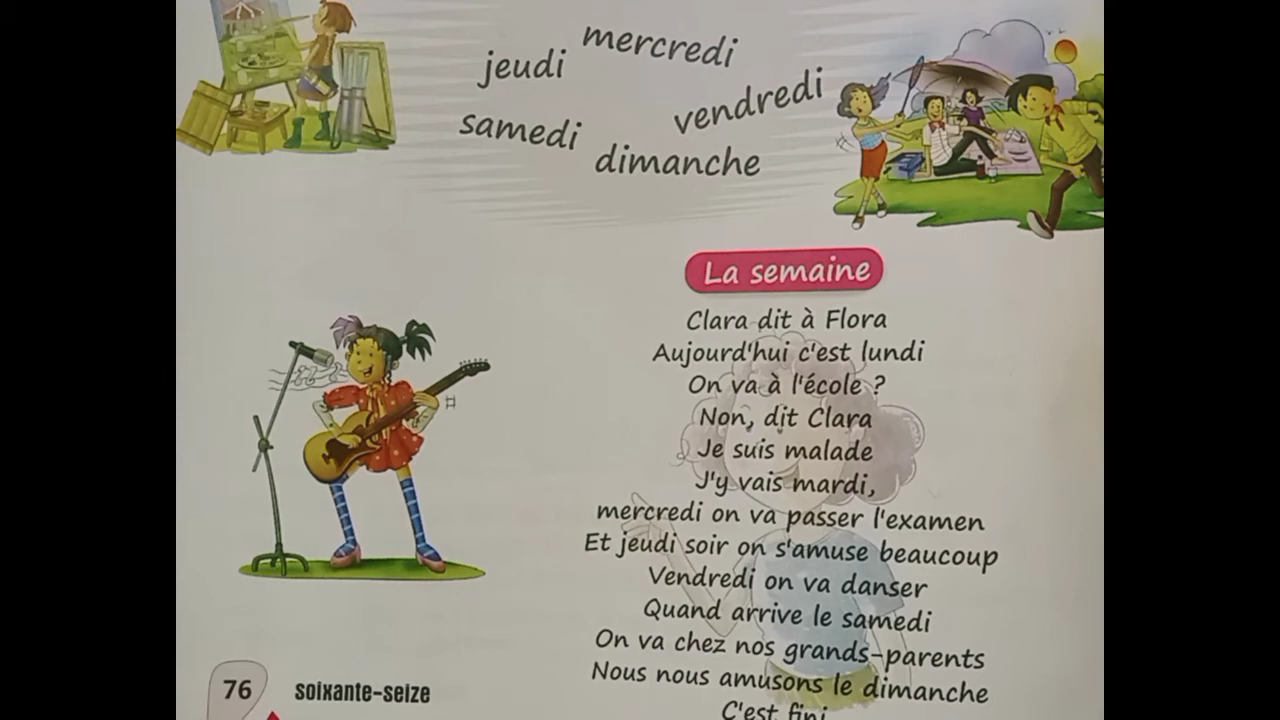 mercredi
jeudi
vendredi
samedi
dimanche
La semaine
Clara dit à Flora
Aujourd'hui c'est lundi
On va à l'école ?
Non, dit Clara
Je suis malade
J'y vais mardi,
mercredi on va passer l'examen
Et jeudi soir on s'amuse beaucoup
Vendredi on va danser
Quand arrive le samedi
On va chez nos grands-parents
Nous nous amusons le dimanche
C'est fini
76 soixante-seize